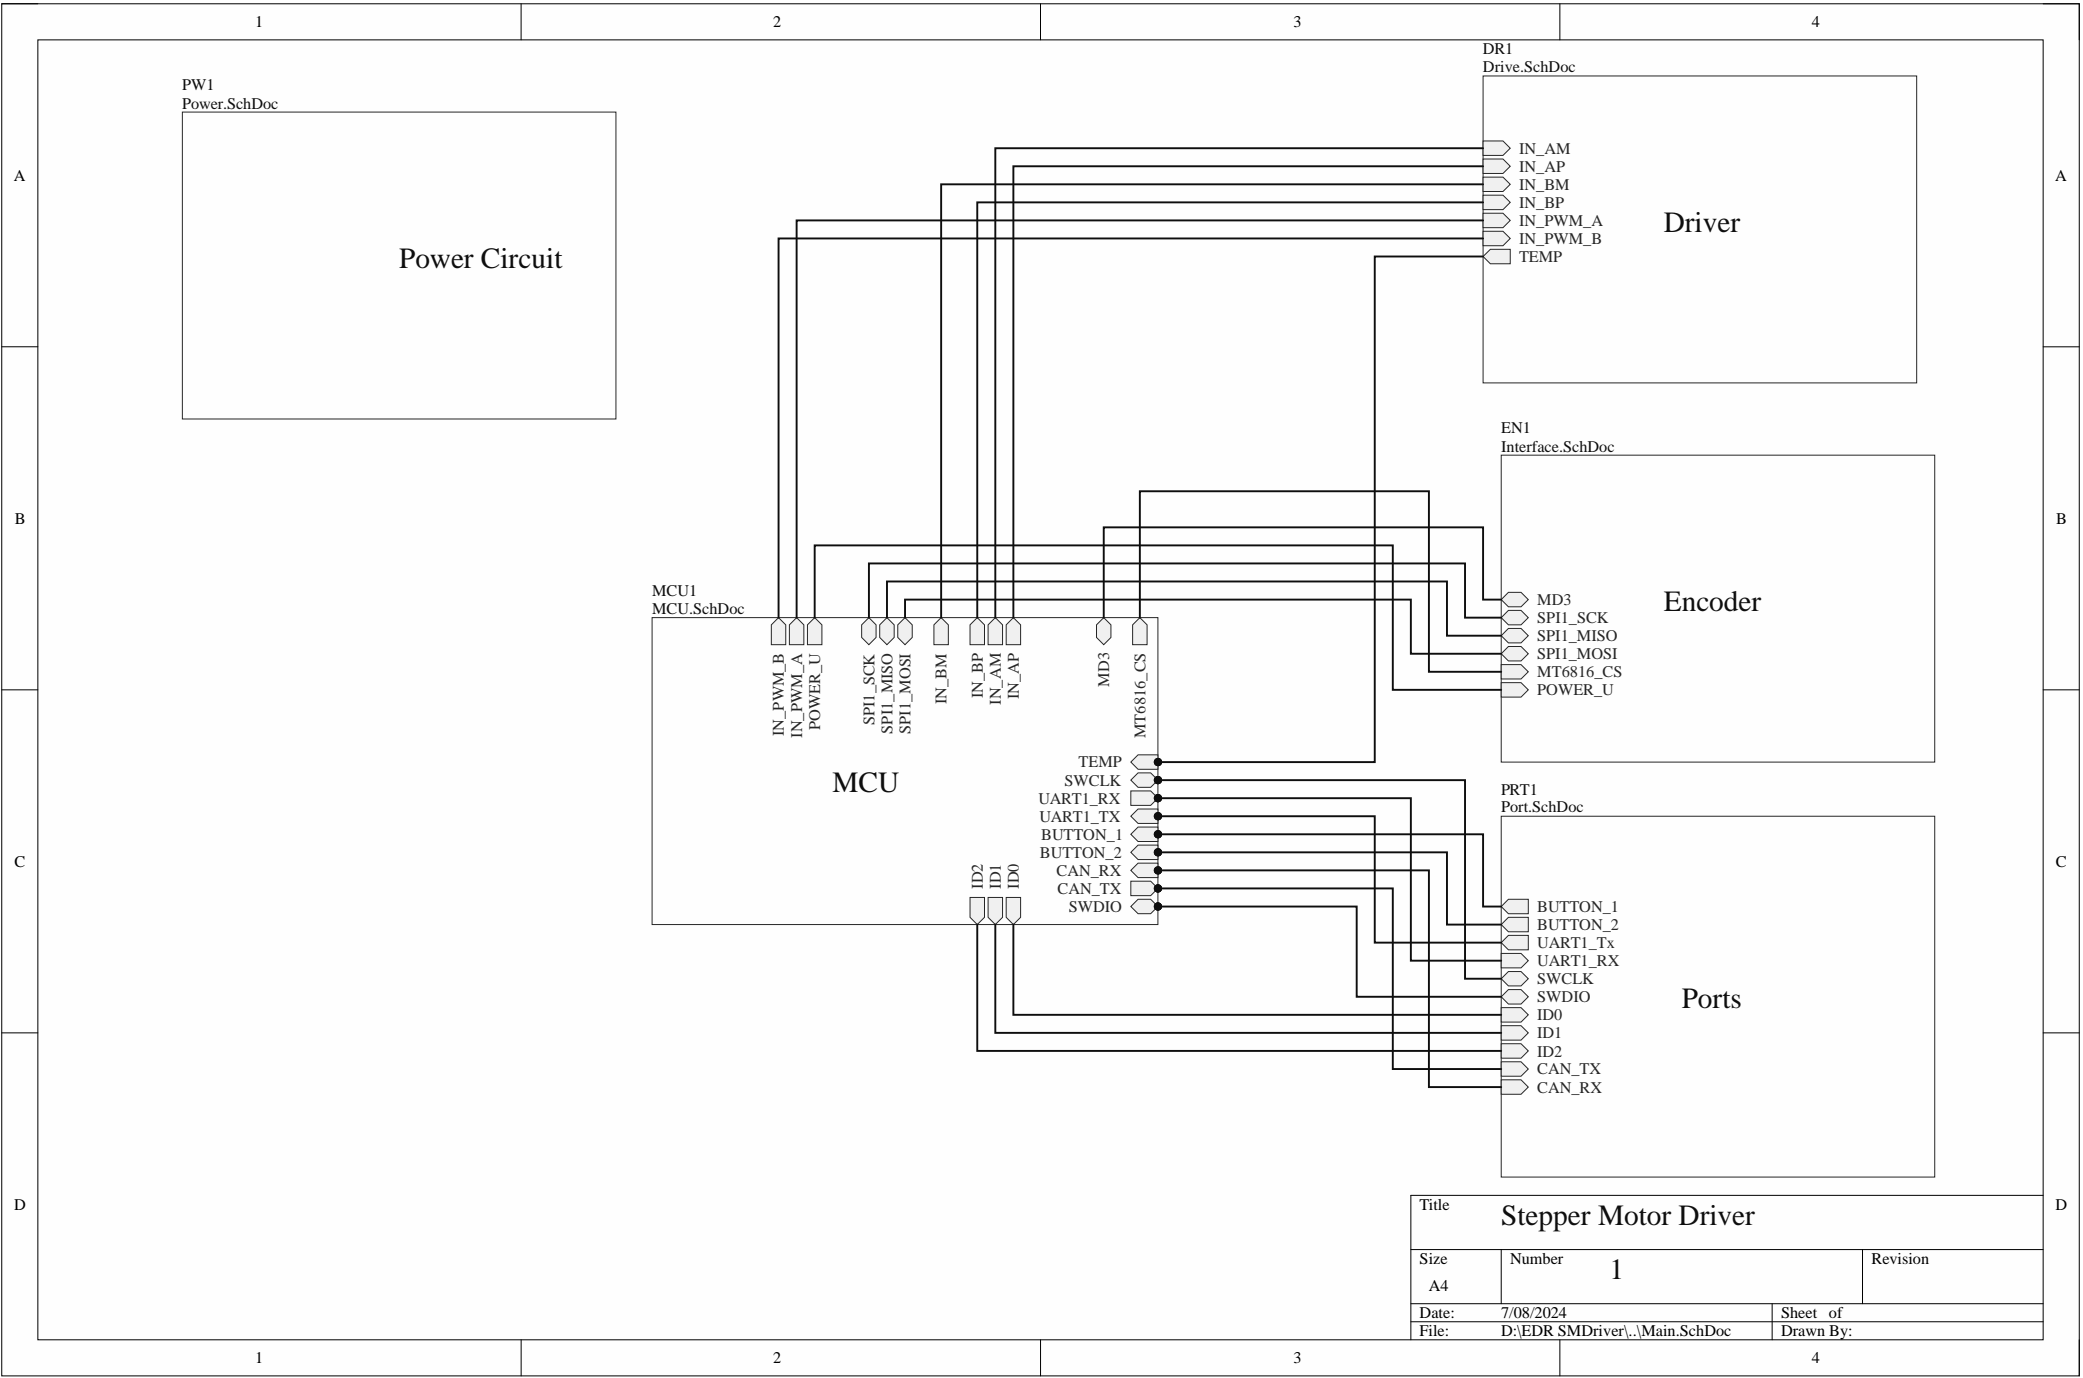 1 2 3 4
PW1
Power.SchDoc
Power Circuit
DR1
Drive.SchDoc
IN_AM
IN_AP
IN_BM
IN_BP
IN_PWM_A
IN_PWM_B
TEMP
Driver
A A
EN1
Interface.SchDoc
MD3
SPI1_SCK
SPI1_MISO
SPI1_MOSI
MT6816_CS
POWER_U
Encoder
B B
MCU1
MCU.SchDoc
IN_PWM_B
IN_PWM_A
POWER_U
SPI1_SCK
SPI1_MISO
SPI1_MOSI
IN_BM
IN_BP
IN_AM
IN_AP
MD3
MT6816_CS
MCU
TEMP
SWCLK
UART1_RX
UART1_TX
BUTTON_1
BUTTON_2
CAN_RX
CAN_TX
SWDIO
ID2
ID1
ID0
C C
PRT1
Port.SchDoc
BUTTON_1
BUTTON_2
UART1_Tx
UART1_RX
SWCLK
SWDIO
ID0
ID1
ID2
CAN_TX
CAN_RX
Ports
D D
Title Stepper Motor Driver
Size Number 1 Revision
A4
Date: 7/08/2024 Sheet of
File: D:\EDR SMDriver\..\Main.SchDoc Drawn By:
1 2 3 4